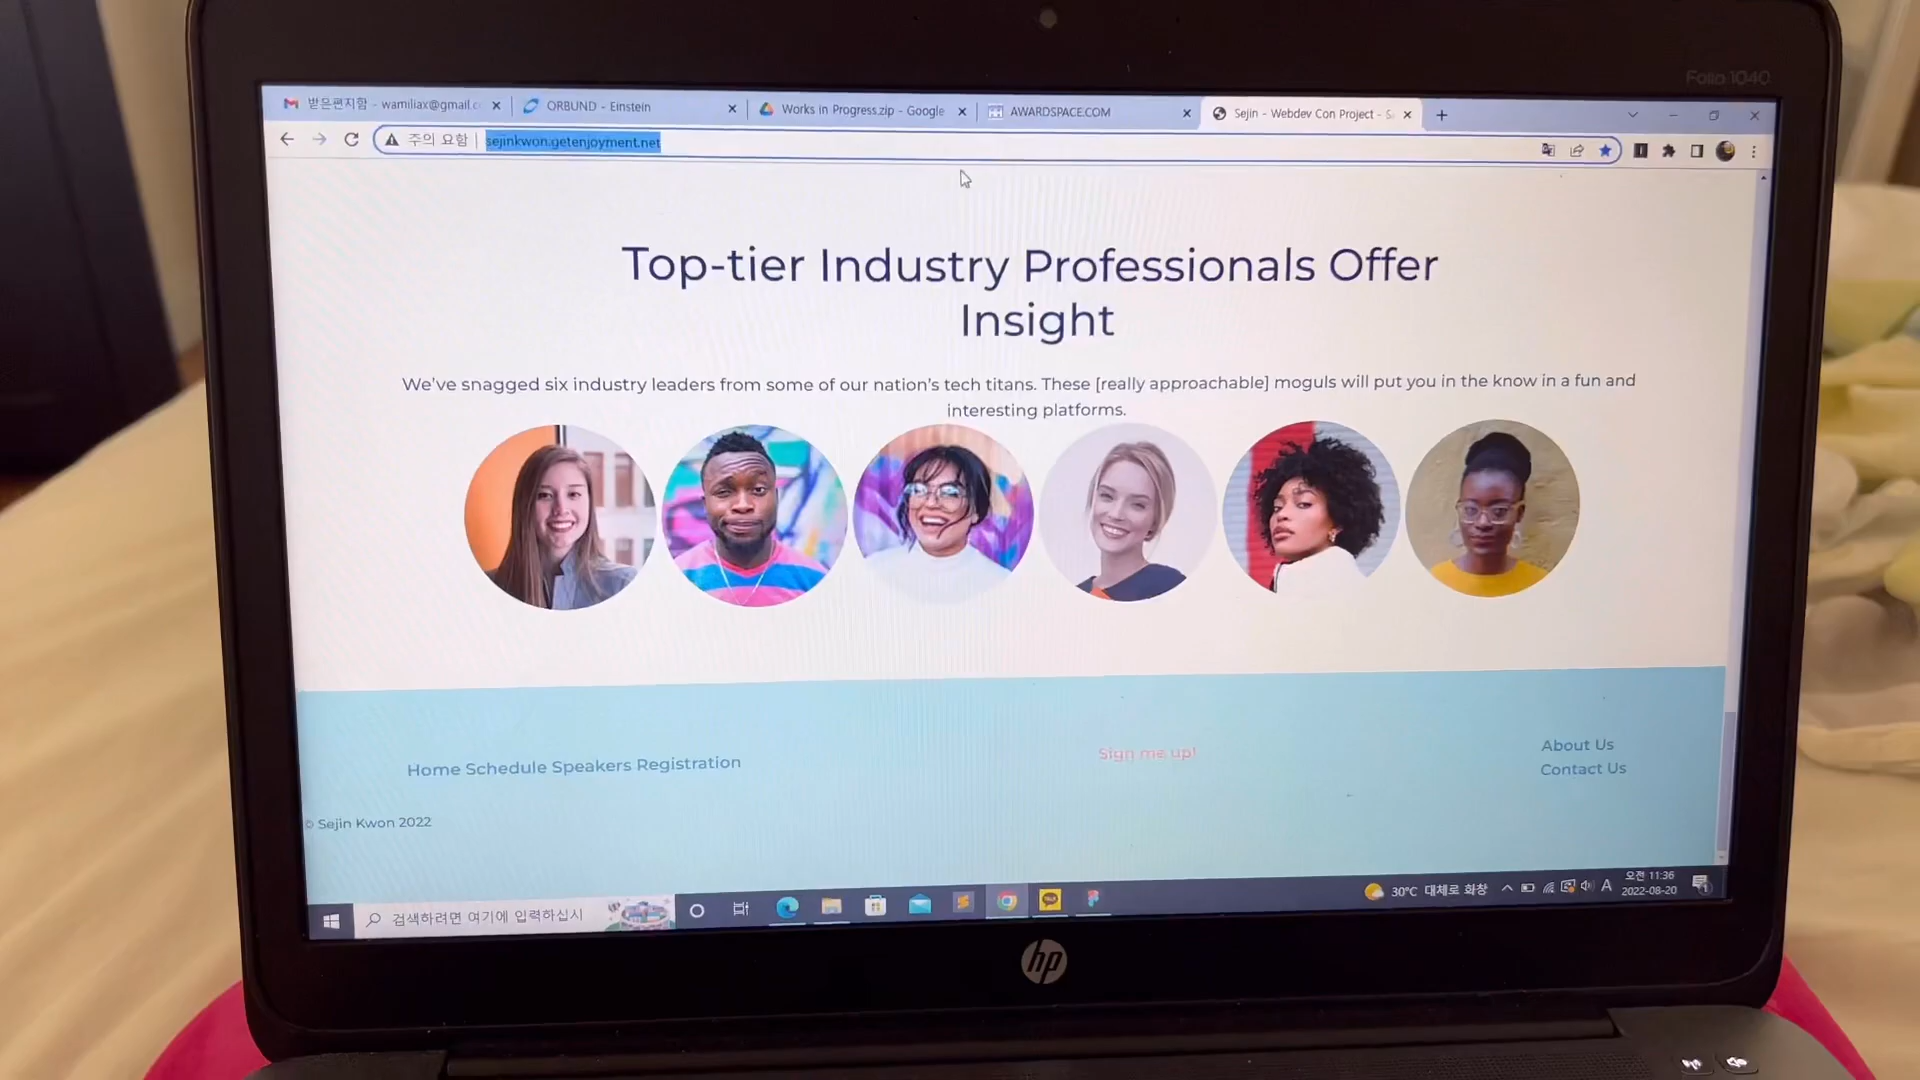 Folio 1040
받은편지함 - wamiliax@gmail.c
ORBUND - Einstein
Works in Progress.zip - Google
AWARDSPACE.COM
Sejin - Webdev Con Project - S
주의 요함
sejinkwon.getenjoyment.net
Top-tier Industry Professionals Offer
Insight
We've snagged six industry leaders from some of our nation's tech titans. These [really approachable] moguls will put you in the know in a fun and
interesting platforms.
Home Schedule Speakers Registration
Sign me up!
About Us
Contact Us
© Sejin Kwon 2022
검색하려면 여기에 입력하십시
TALK
30°C 대체로 화창
A
오전 11:36
2022-08-20
1
hp